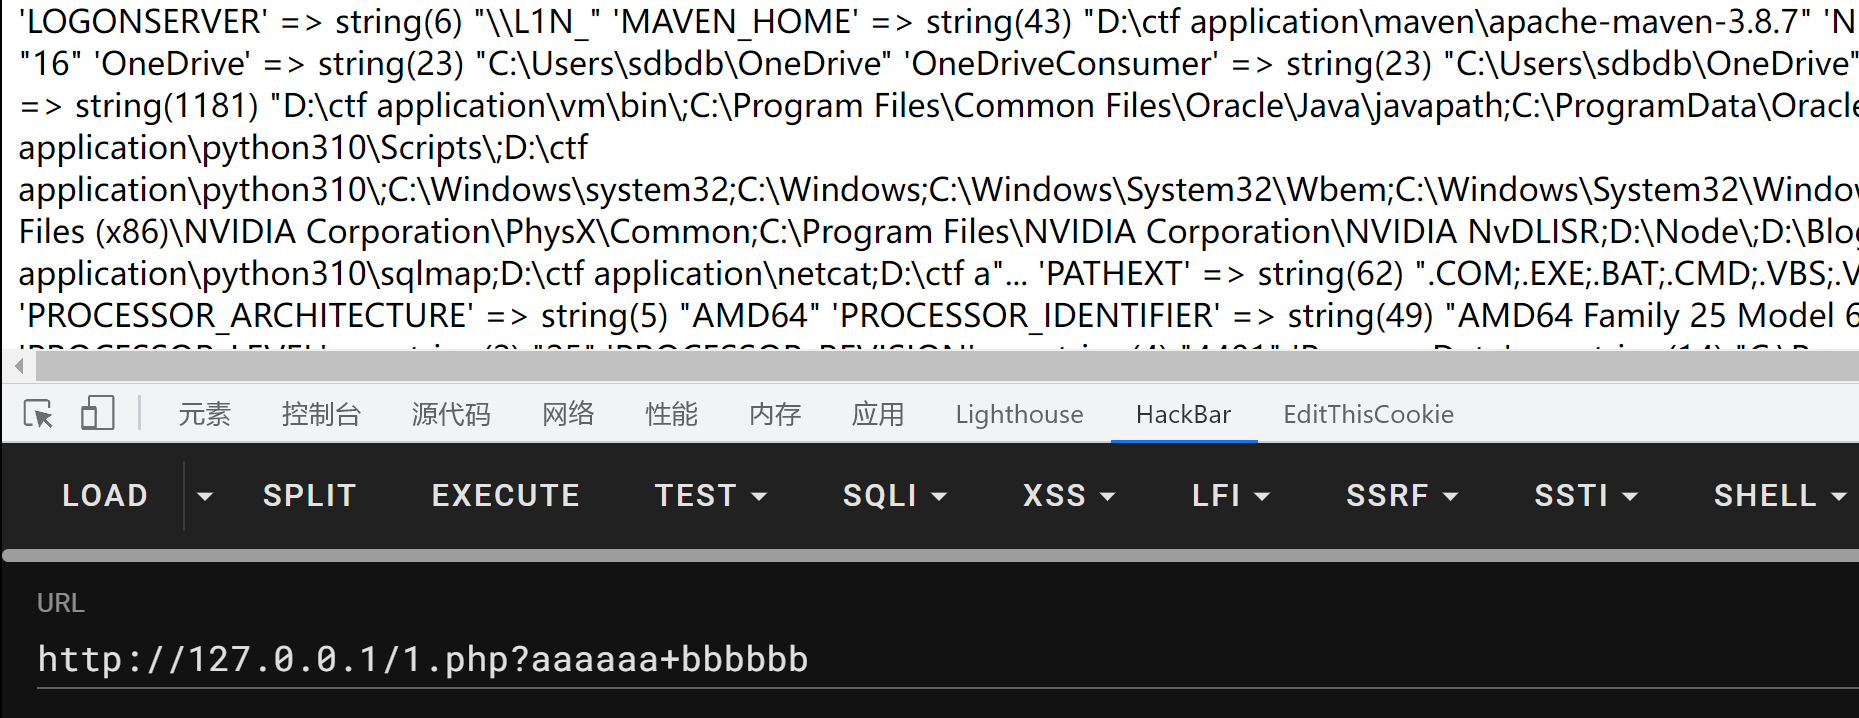 'LOGONSERVER' => string(6) "\\L1N_" 'MAVEN_HOME' => string(43) "D:\ctf application\maven\apache-maven-3.8.7" 'N
"16" 'OneDrive' => string(23) "C:\Users\sdbdb\OneDrive" 'OneDriveConsumer' => string(23) "C:\Users\sdbdb\OneDrive"
=> string(1181) "D:\ctf application\vm\bin\;C:\Program Files\Common Files\Oracle\Java\javapath;C:\ProgramData\Oracle
application\python310\Scripts\;D:\ctf
application\python310\;C:\Windows\system32;C:\Windows;C:\Windows\System32\Wbem;C:\Windows\System32\Window
Files (x86)\NVIDIA Corporation\PhysX\Common;C:\Program Files\NVIDIA Corporation\NVIDIA NvDLISR;D:\Node\;D:\Blog
application\python310\sqlmap;D:\ctf application\netcat;D:\ctf a"... 'PATHEXT' => string(62) ".COM;.EXE;.BAT;.CMD;.VBS;.V
'PROCESSOR_ARCHITECTURE' => string(5) "AMD64" 'PROCESSOR_IDENTIFIER' => string(49) "AMD64 Family 25 Model 6
元素 控制台 源代码 网络 性能 内存 应用 Lighthouse HackBar EditThisCookie
LOAD SPLIT EXECUTE TEST SQLI XSS LFI SSRF SSTI SHELL
URL
http://127.0.0.1/1.php?aaaaaa+bbbbbb